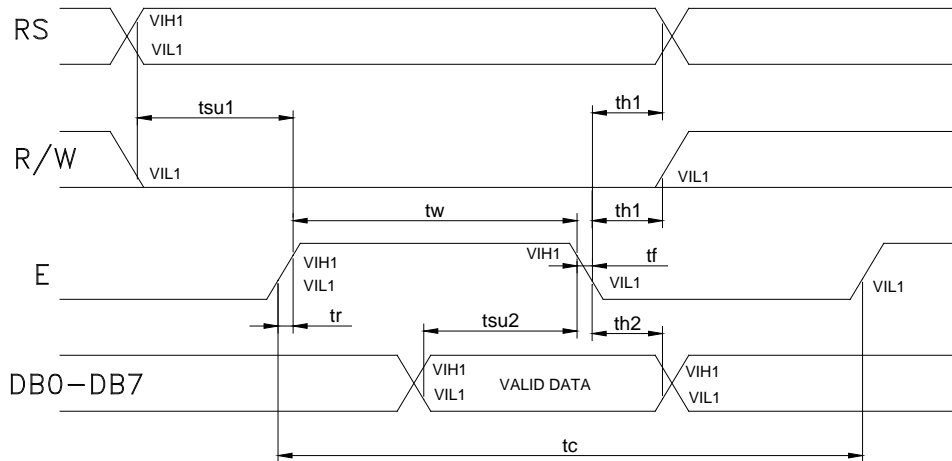 RS
VIH1
VIL1
tsu1
th1
R/W
VIL1
VIL1
tw
th1
E
VIH1
VIL1
VIH1
tf
VIL1
VIL1
tr
tsu2
th2
DB0-DB7
VIH1
VIL1
VALID DATA
VIH1
VIL1
tc